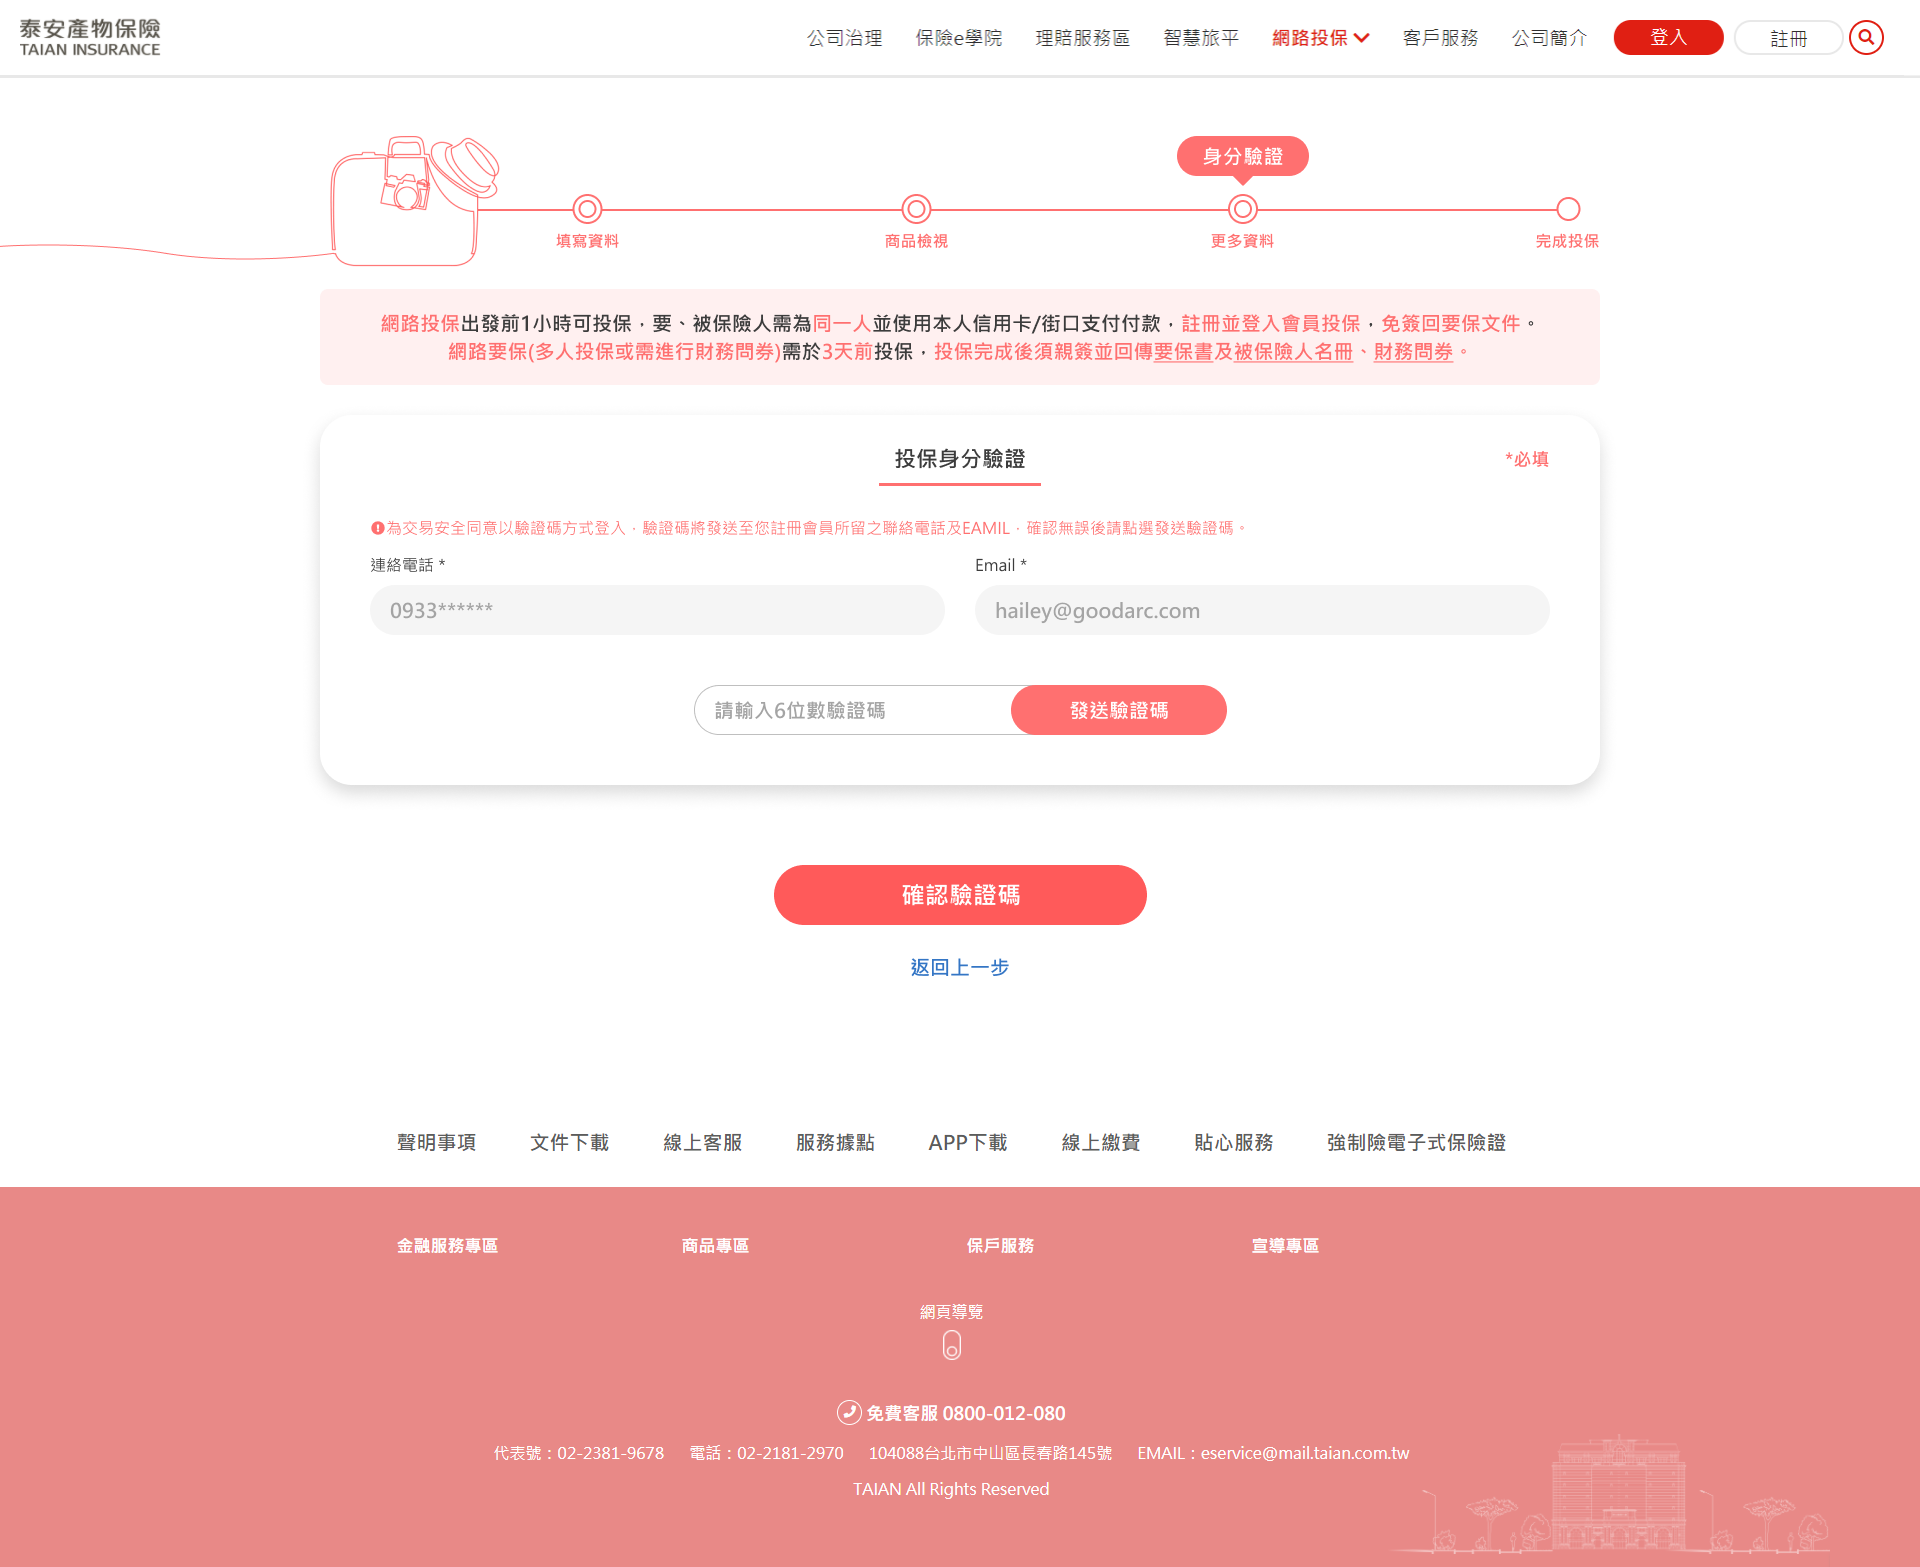 泰安產物保險
TAIAN INSURANCE
公司治理 保險e學院 理賠服務區 智慧旅平 網路投保 客戶服務 公司簡介 登入 註冊
身分驗證
填寫資料 商品檢視 更多資料 完成投保
網路投保出發前1小時可投保，要、被保險人需為同一人並使用本人信用卡/街口支付付款，註冊並登入會員投保，免簽回要保文件。
網路要保(多人投保或需進行財務問券)需於3天前投保，投保完成後須親簽並回傳要保書及被保險人名冊、財務問券。
投保身分驗證
*必填
為交易安全同意以驗證碼方式登入，驗證碼將發送至您註冊會員所留之聯絡電話及EAMIL，確認無誤後請點選發送驗證碼。
連絡電話 * Email *
0933****** hailey@goodarc.com
請輸入6位數驗證碼 發送驗證碼
確認驗證碼
返回上一步
聲明事項 文件下載 線上客服 服務據點 APP下載 線上繳費 貼心服務 強制險電子式保險證
金融服務專區 商品專區 保戶服務 宣導專區
網頁導覽
免費客服 0800-012-080
代表號：02-2381-9678 電話：02-2181-2970 104088台北市中山區長春路145號 EMAIL：eservice@mail.taian.com.tw
TAIAN All Rights Reserved